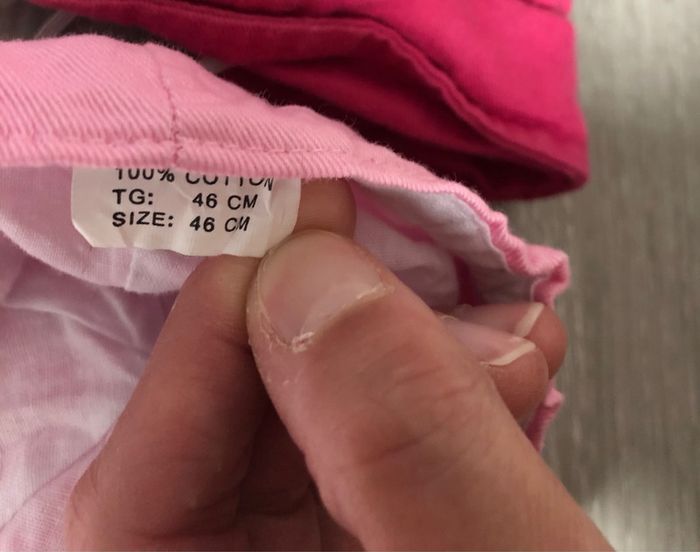 100% COTTON
TG: 46 CM
SIZE: 46 CM